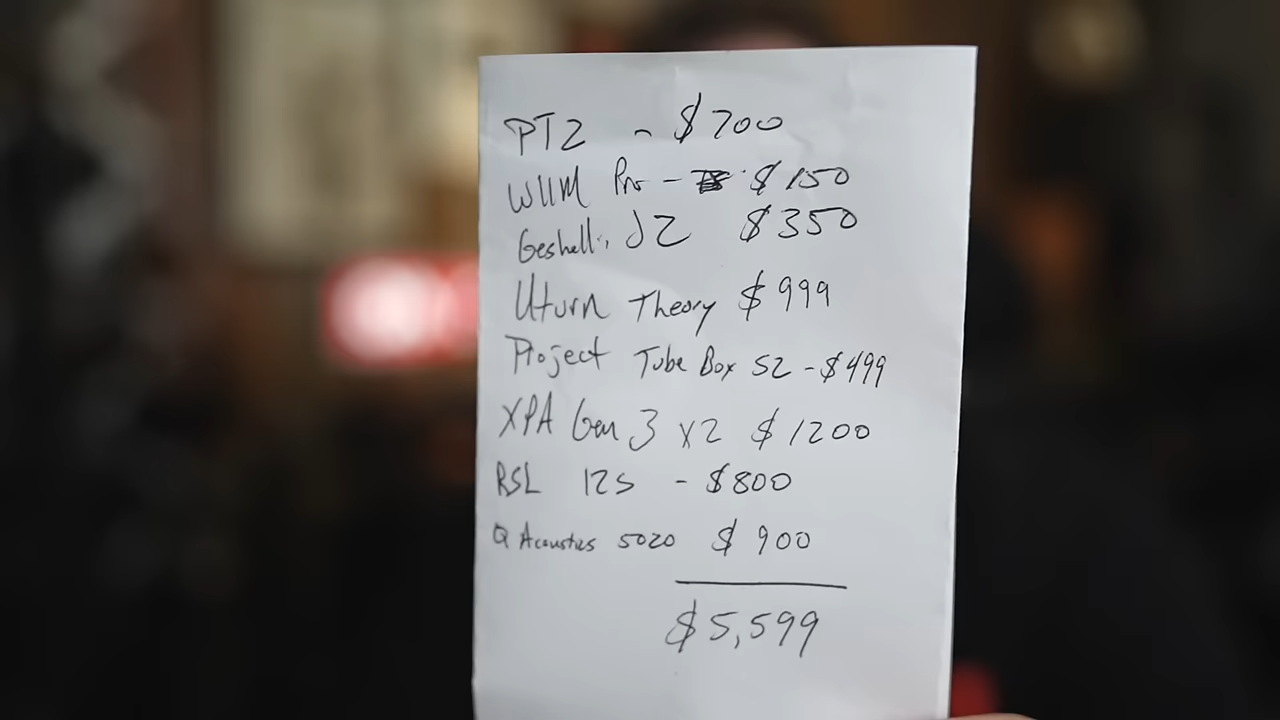 PT2 - $700
WIIM Pro - $150
Geshelli J2 $350
Uturn Theory $999
Project Tube Box S2 - $499
XPA Gen 3 x2 $1200
RSL 12s - $800
Q Acoustics 5020 $900
$5,599